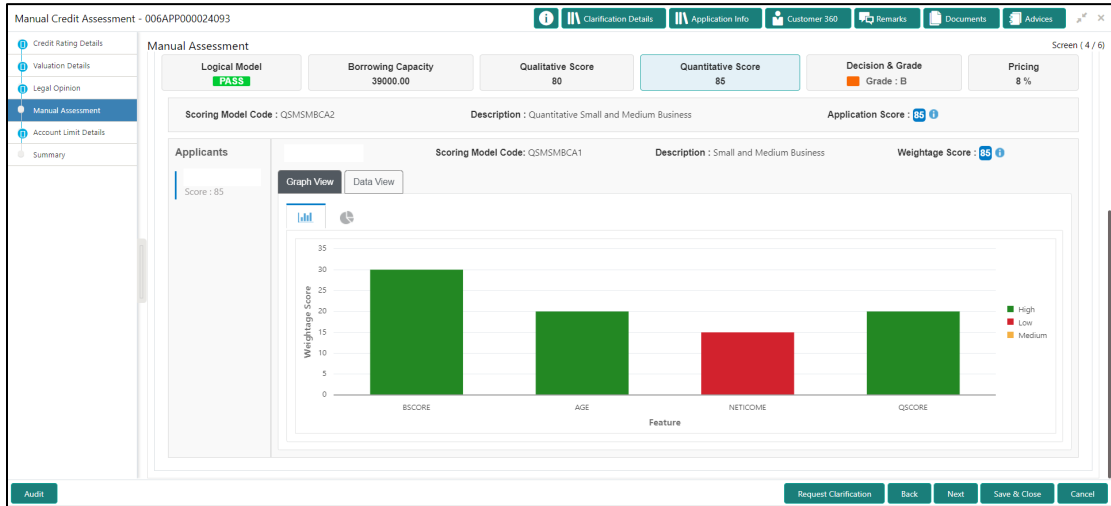 Manual Credit Assessment - 006APP000024093
Clarification Details
Application Info
Customer 360
Remarks
Documents
Advices
Credit Rating Details
Valuation Details
Legal Opinion
Manual Assessment
Account Limit Details
Summary
Manual Assessment
Screen ( 4 / 6)
Logical Model
PASS
Borrowing Capacity
39000.00
Qualitative Score
80
Quantitative Score
85
Decision & Grade
Grade : B
Pricing
8 %
Scoring Model Code : QSMSMBCA2
Description : Quantitative Small and Medium Business
Application Score : 85
Applicants
Score : 85
Scoring Model Code: QSMSMBCA1
Description : Small and Medium Business
Weightage Score : 85
Graph View
Data View
35
30
25
20
15
10
5
0
Weightage Score
BSCORE
AGE
NETICOME
QSCORE
Feature
High
Low
Medium
Audit
Request Clarification
Back
Next
Save & Close
Cancel